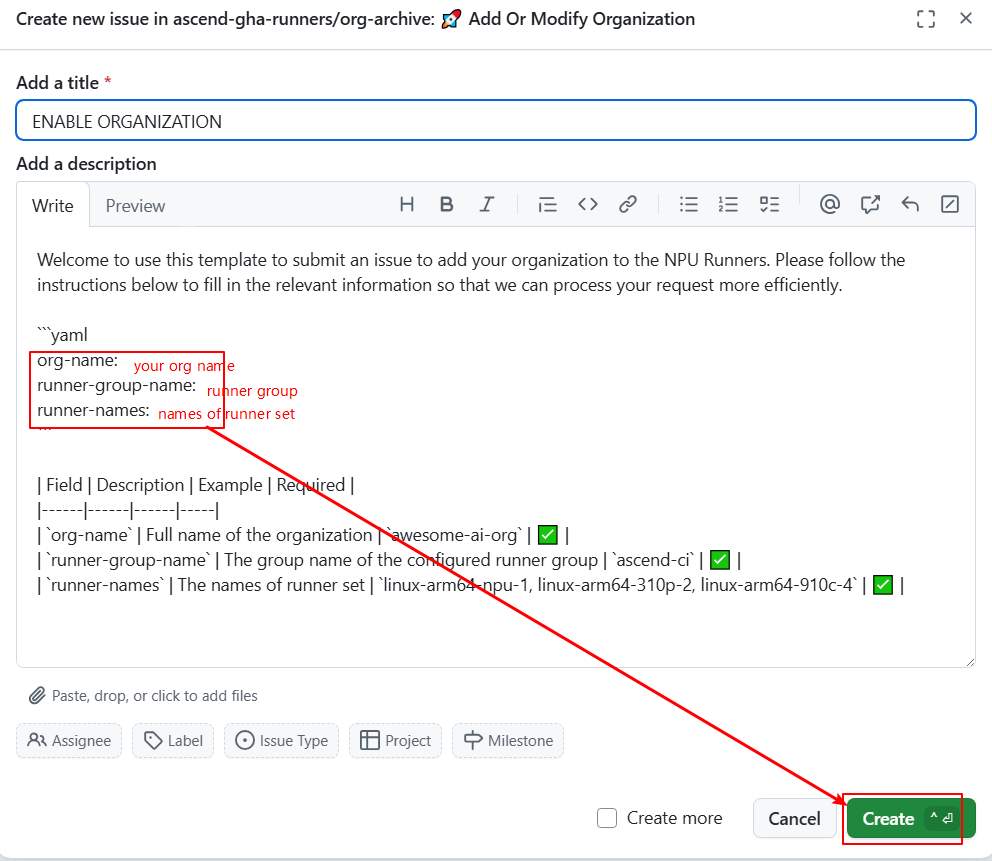 Create new issue in ascend-gha-runners/org-archive: 🚀 Add Or Modify Organization
Add a title *
ENABLE ORGANIZATION
Add a description
Write Preview
Welcome to use this template to submit an issue to add your organization to the NPU Runners. Please follow the
instructions below to fill in the relevant information so that we can process your request more efficiently.
```yaml
org-name: your org name
runner-group-name: runner group
runner-names: names of runner set
```
| Field | Description | Example | Required |
|------|------|------|-----|
| `org-name` | Full name of the organization | `awesome-ai-org` | ✅ |
| `runner-group-name` | The group name of the configured runner group | `ascend-ci` | ✅ |
| `runner-names` | The names of runner set | `linux-arm64-npu-1, linux-arm64-310p-2, linux-arm64-910c-4` | ✅ |
Paste, drop, or click to add files
Assignee Label Issue Type Project Milestone
Create more Cancel Create ^ ⏎